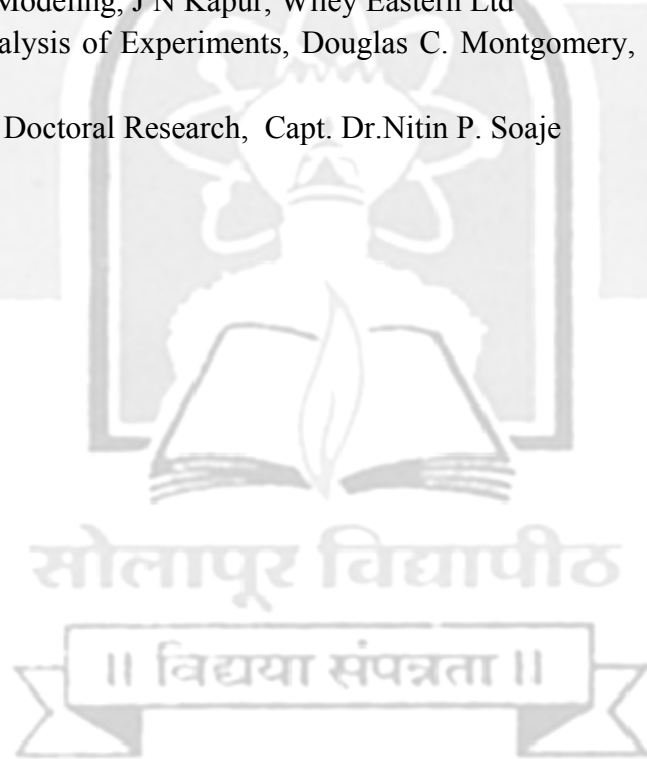 Modeling, J N Kapur, Wiley Eastern Ltd
alysis of Experiments, Douglas C. Montgomery,
Doctoral Research, Capt. Dr.Nitin P. Soaje
सोलापूर विद्यापीठ
॥ विद्यया संपन्नता ॥